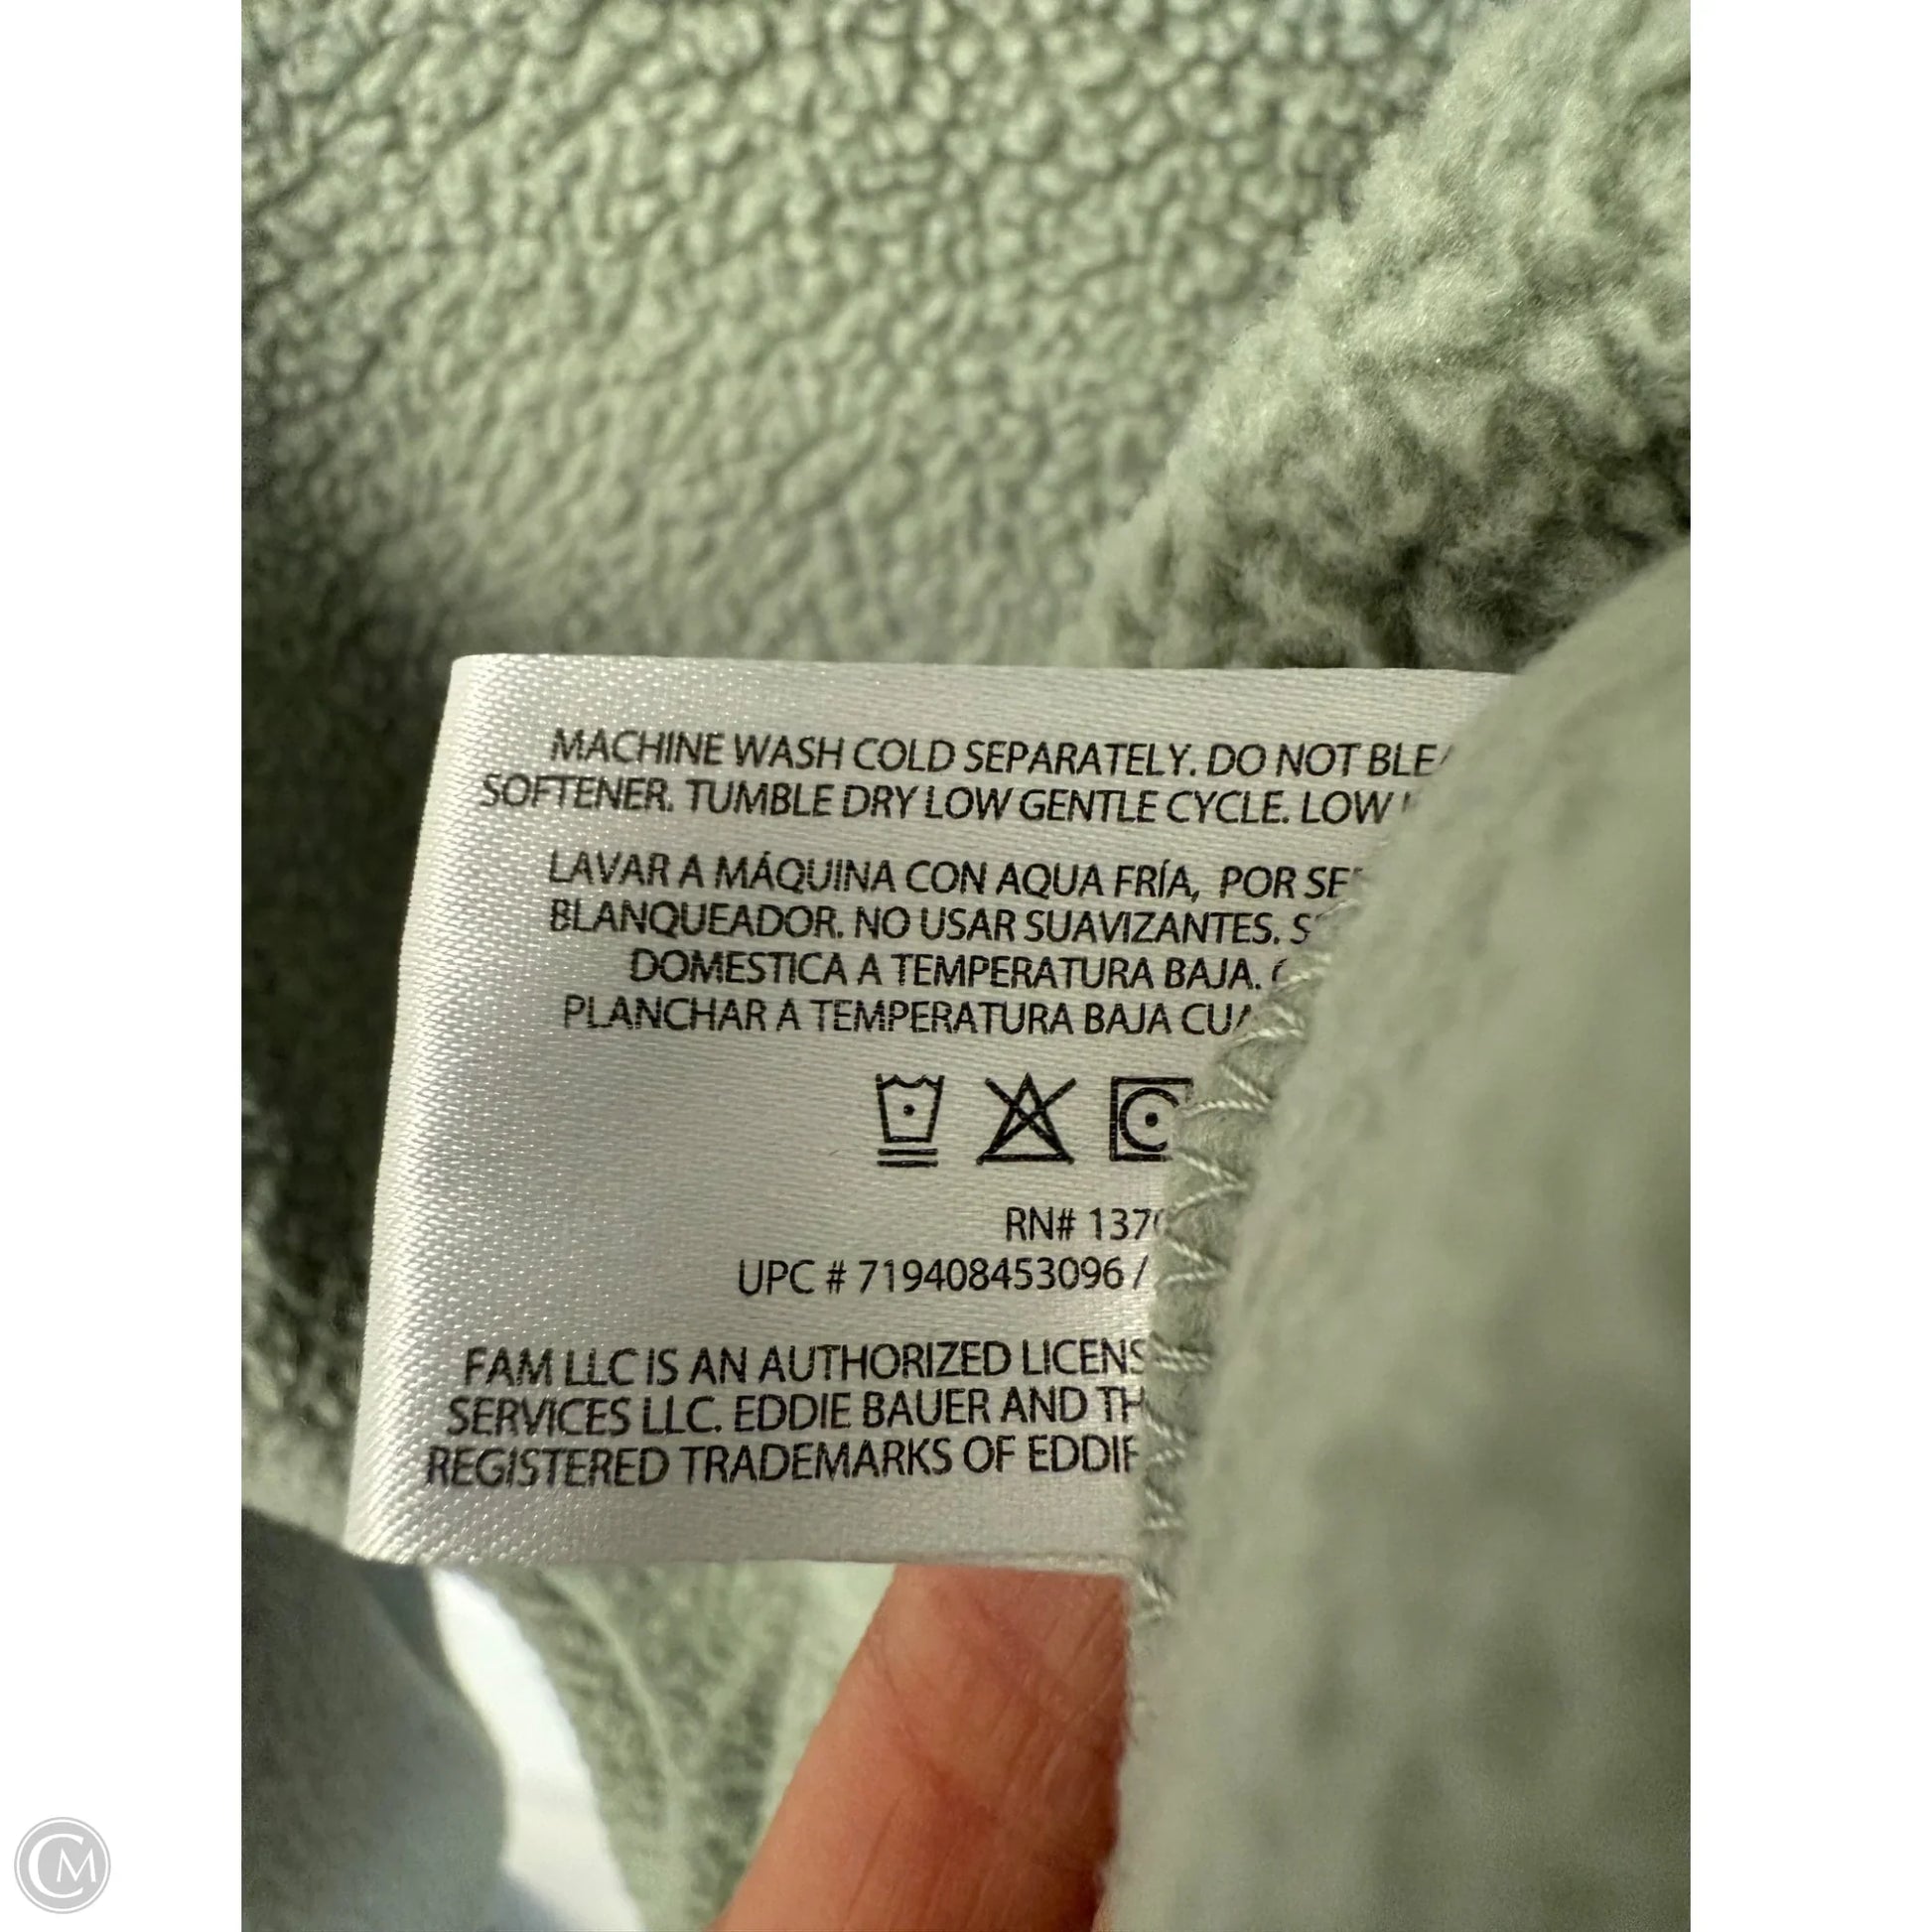 MACHINE WASH COLD SEPARATELY. DO NOT
SOFTENER. TUMBLE DRY LOW GENTLE CYCLE. LOW
LAVAR A MÁQUINA CON AQUA FRÍA, POR
BLANQUEADOR. NO USAR SUAVIZANTES.
DOMESTICA A TEMPERATURA BAJA.
PLANCHAR A TEMPERATURA BAJA
RN# 137
UPC # 719408453096 /
FAM LLC IS AN AUTHORIZED
SERVICES LLC. EDDIE BAUER AND
REGISTERED TRADEMARKS OF
CM